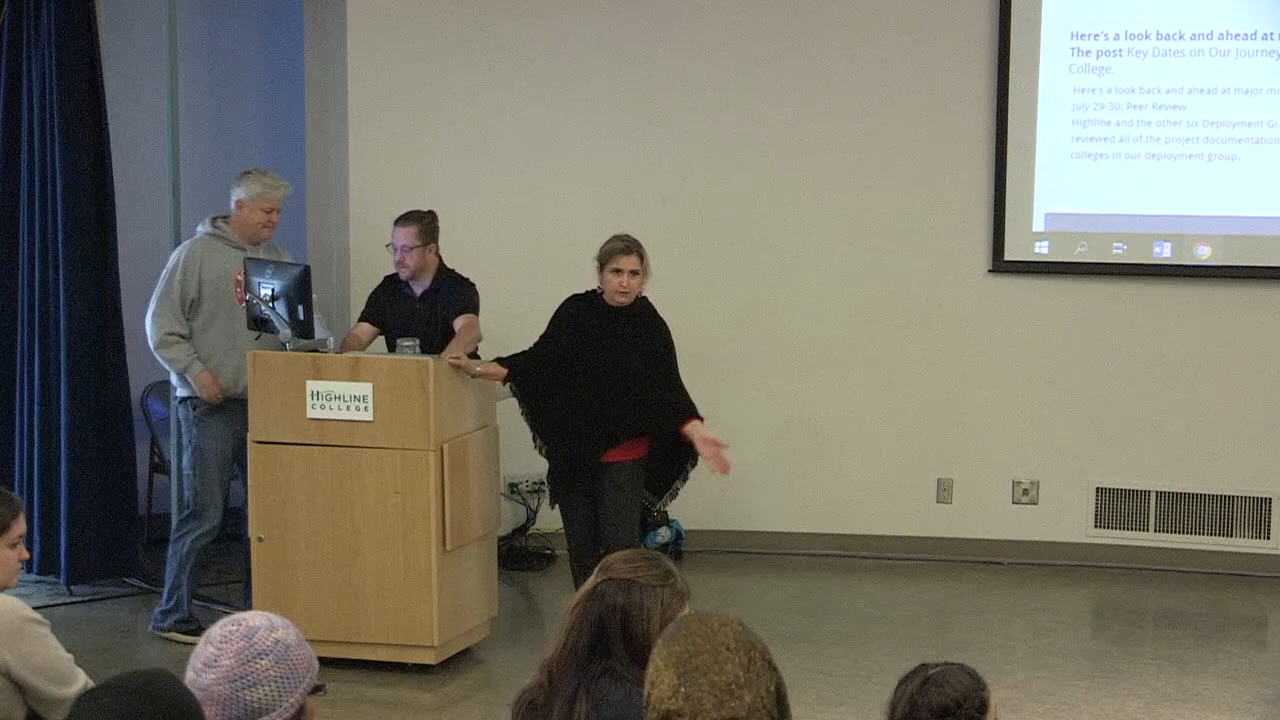 HIGHLINE
COLLEGE
Here's a look back and ahead at
The post Key Dates on Our Journey
College.
Here's a look back and ahead at major
July 29-30: Peer Review
Highline and the other six Deployment
reviewed all of the project documentation
colleges in our deployment group.